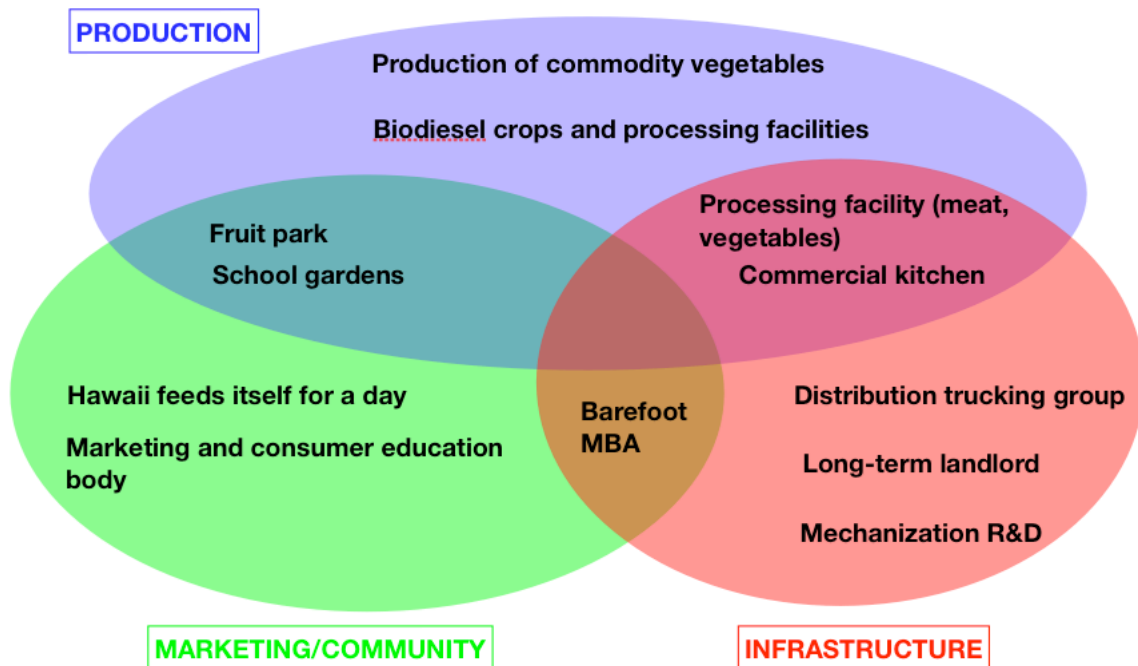 PRODUCTION
Production of commodity vegetables
Biodiesel crops and processing facilities
Processing facility (meat,
vegetables)
Commercial kitchen
Fruit park
School gardens
Hawaii feeds itself for a day
Marketing and consumer education
body
Barefoot
MBA
Distribution trucking group
Long-term landlord
Mechanization R&D
MARKETING/COMMUNITY
INFRASTRUCTURE